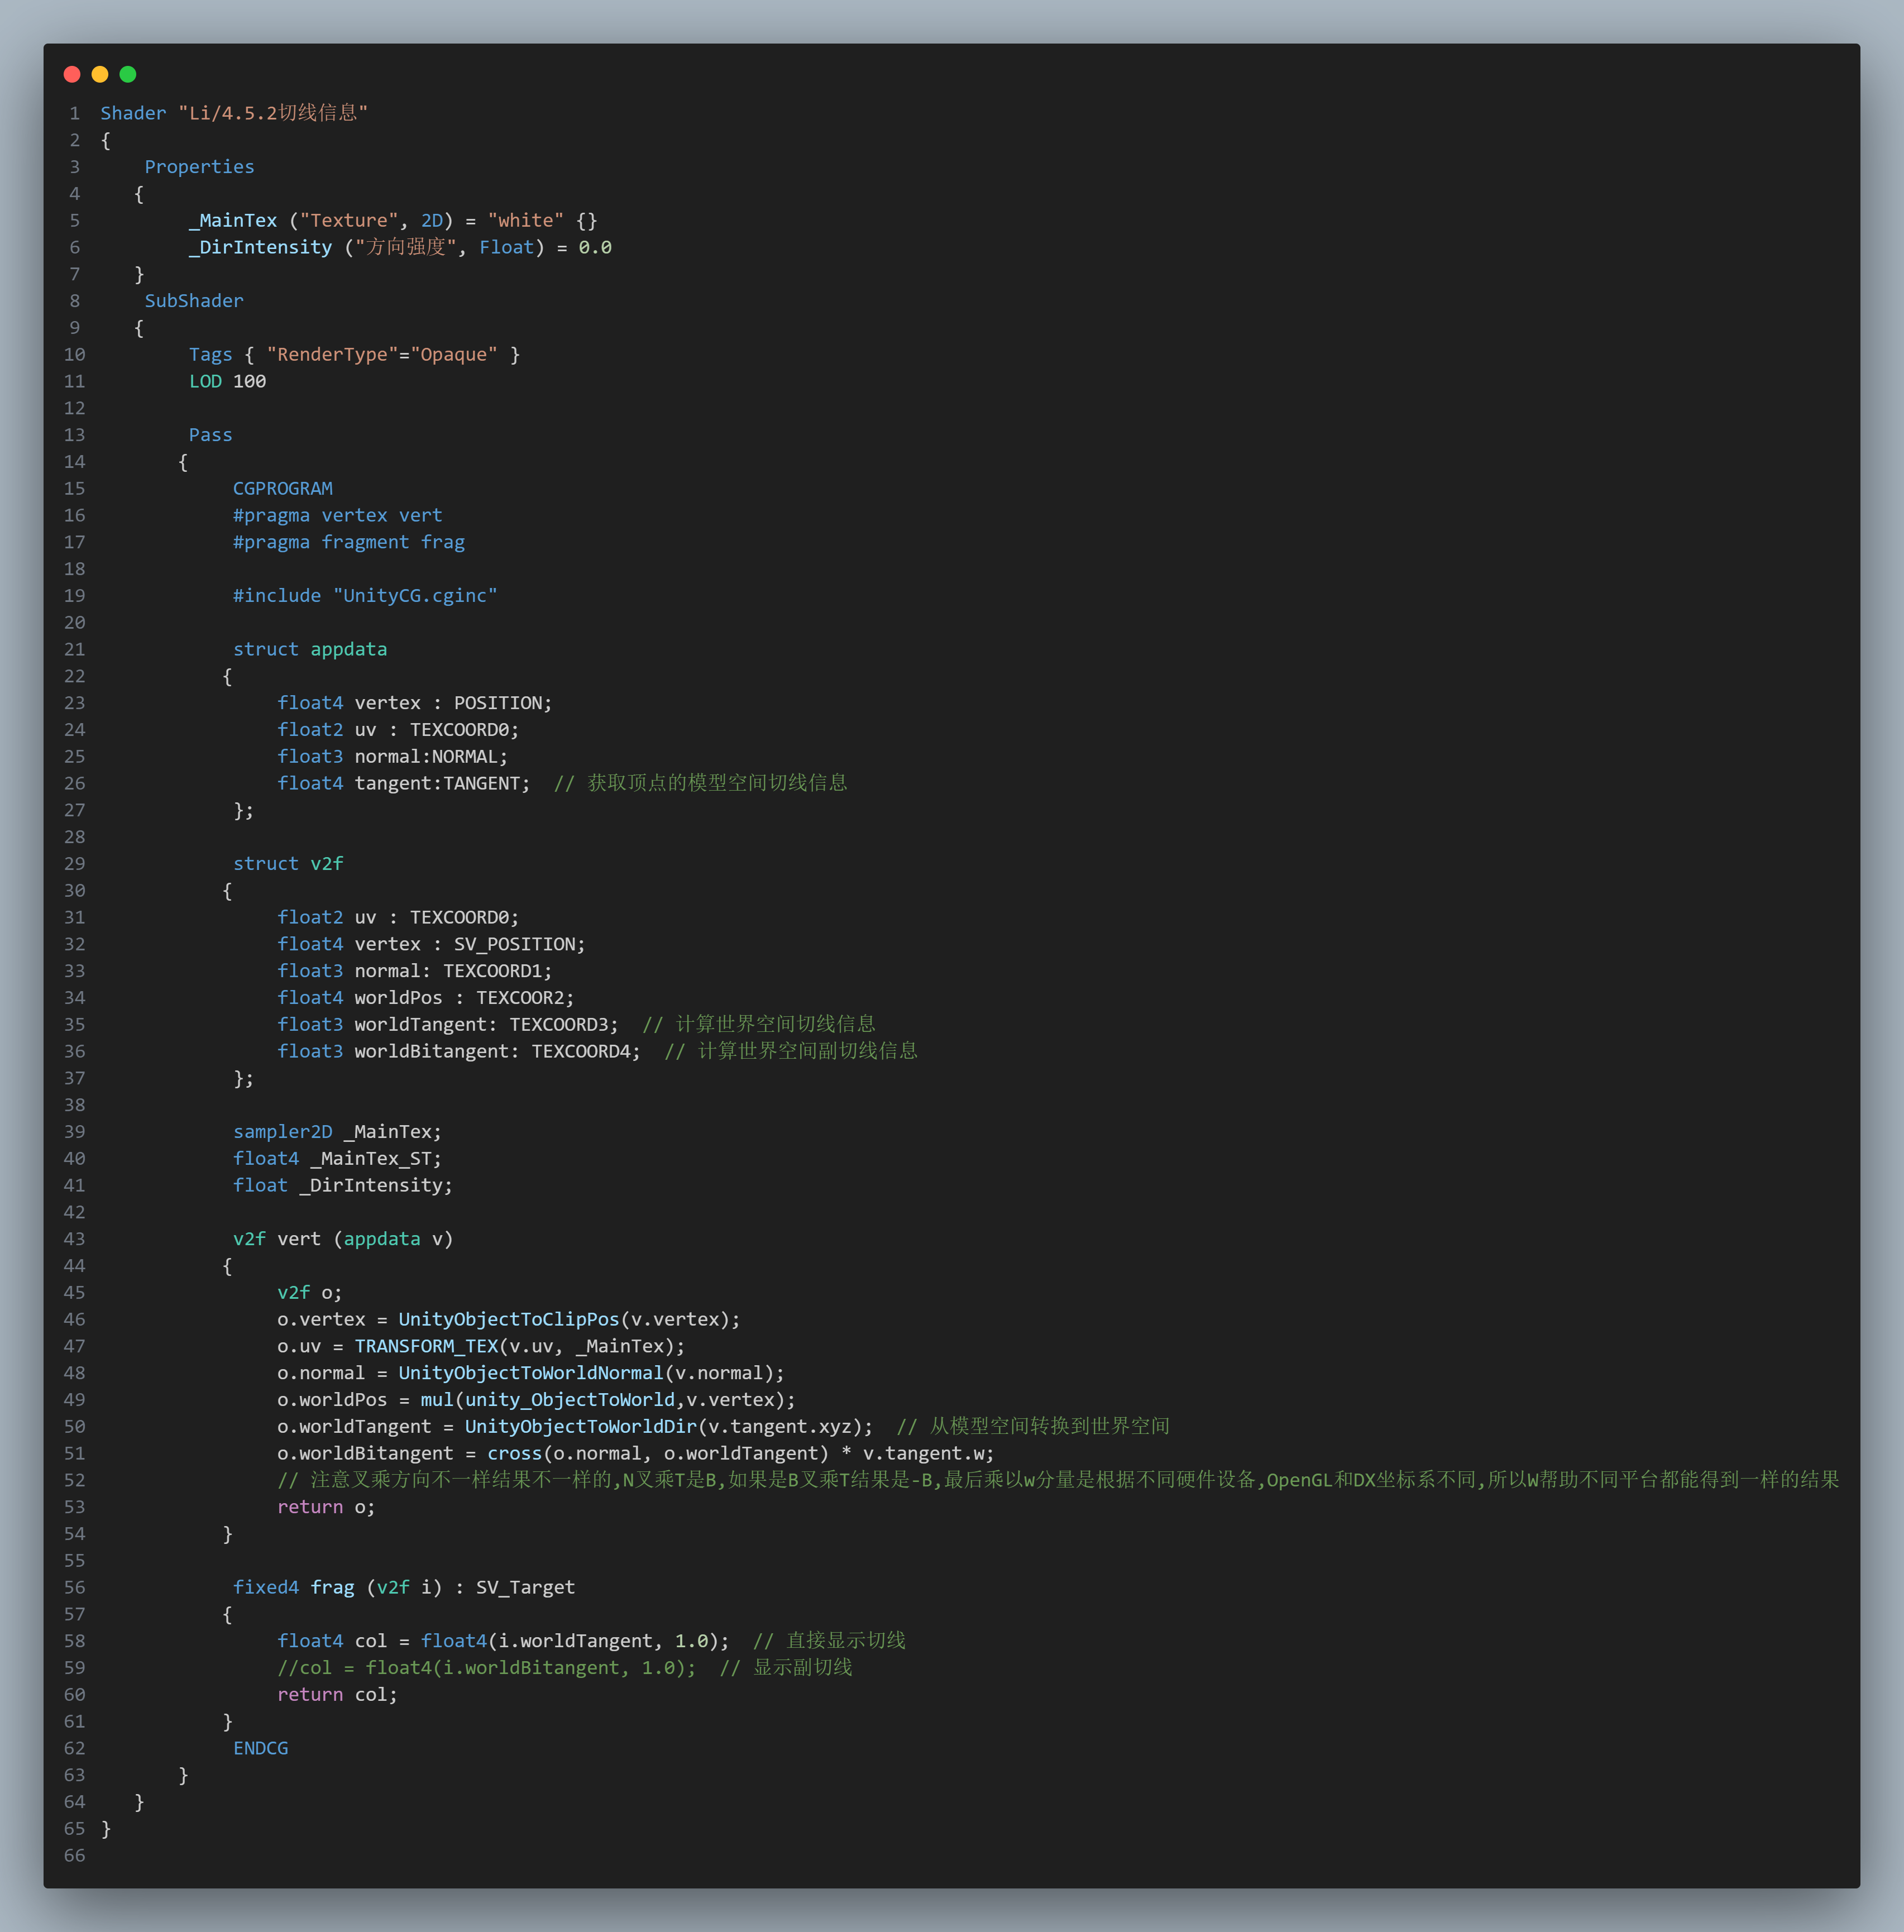 1 Shader "Li/4.5.2切线信息"
2 {
3     Properties
4    {
5         _MainTex ("Texture", 2D) = "white" {}
6         _DirIntensity ("方向强度", Float) = 0.0
7    }
8     SubShader
9    {
10         Tags { "RenderType"="Opaque" }
11         LOD 100
12
13         Pass
14        {
15             CGPROGRAM
16             #pragma vertex vert
17             #pragma fragment frag
18
19             #include "UnityCG.cginc"
20
21             struct appdata
22            {
23                 float4 vertex : POSITION;
24                 float2 uv : TEXCOORD0;
25                 float3 normal:NORMAL;
26                 float4 tangent:TANGENT;  // 获取顶点的模型空间切线信息
27             };
28
29             struct v2f
30            {
31                 float2 uv : TEXCOORD0;
32                 float4 vertex : SV_POSITION;
33                 float3 normal: TEXCOORD1;
34                 float4 worldPos : TEXCOOR2;
35                 float3 worldTangent: TEXCOORD3;  // 计算世界空间切线信息
36                 float3 worldBitangent: TEXCOORD4;  // 计算世界空间副切线信息
37             };
38
39             sampler2D _MainTex;
40             float4 _MainTex_ST;
41             float _DirIntensity;
42
43             v2f vert (appdata v)
44            {
45                 v2f o;
46                 o.vertex = UnityObjectToClipPos(v.vertex);
47                 o.uv = TRANSFORM_TEX(v.uv, _MainTex);
48                 o.normal = UnityObjectToWorldNormal(v.normal);
49                 o.worldPos = mul(unity_ObjectToWorld,v.vertex);
50                 o.worldTangent = UnityObjectToWorldDir(v.tangent.xyz);  // 从模型空间转换到世界空间
51                 o.worldBitangent = cross(o.normal, o.worldTangent) * v.tangent.w;
52                 // 注意叉乘方向不一样结果不一样的,N叉乘T是B,如果是B叉乘T结果是-B,最后乘以w分量是根据不同硬件设备,OpenGL和DX坐标系不同,所以W帮助不同平台都能得到一样的结果
53                 return o;
54            }
55
56             fixed4 frag (v2f i) : SV_Target
57            {
58                 float4 col = float4(i.worldTangent, 1.0);  // 直接显示切线
59                 //col = float4(i.worldBitangent, 1.0);  // 显示副切线
60                 return col;
61            }
62             ENDCG
63        }
64    }
65 }
66